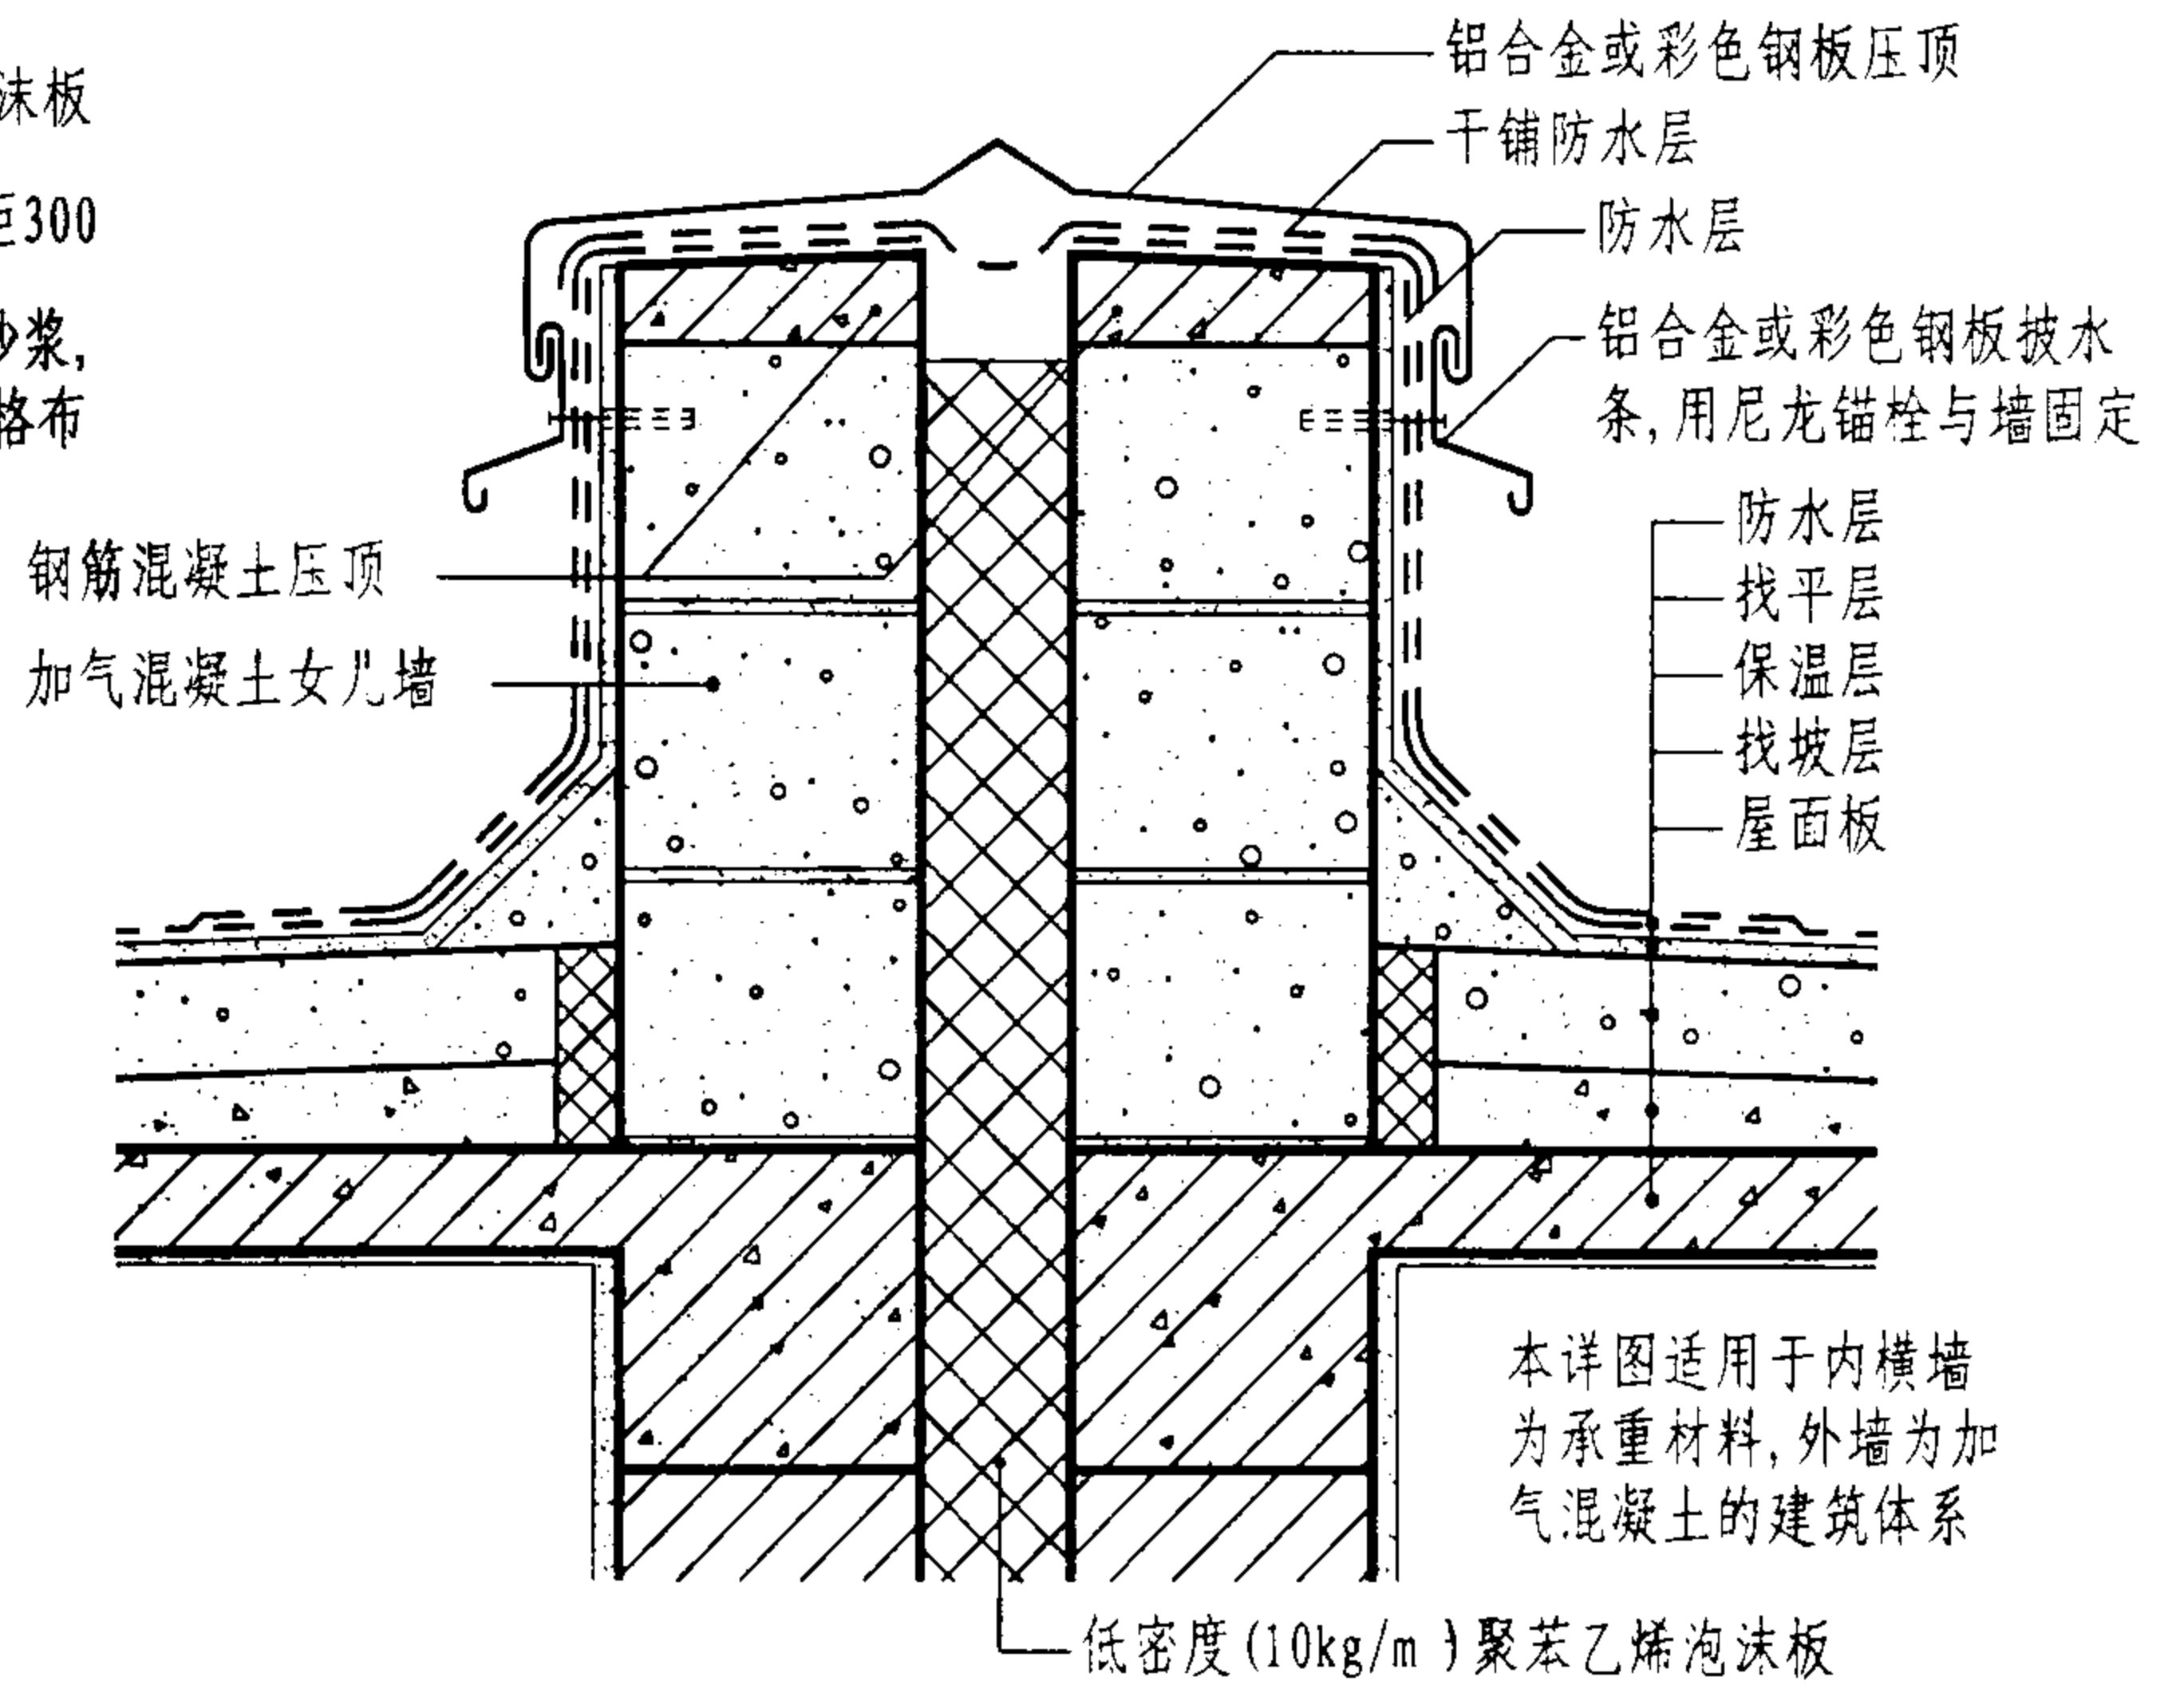 沫板
距300
砂浆,
格布
铝合金或彩色钢板压顶
干铺防水层
防水层
铝合金或彩色钢板披水
条,用尼龙锚栓与墙固定
钢筋混凝土压顶
加气混凝土女儿墙
防水层
找平层
保温层
找坡层
屋面板
本详图适用于内横墙
为承重材料,外墙为加
气混凝土的建筑体系
低密度(10kg/m )聚苯乙烯泡沫板